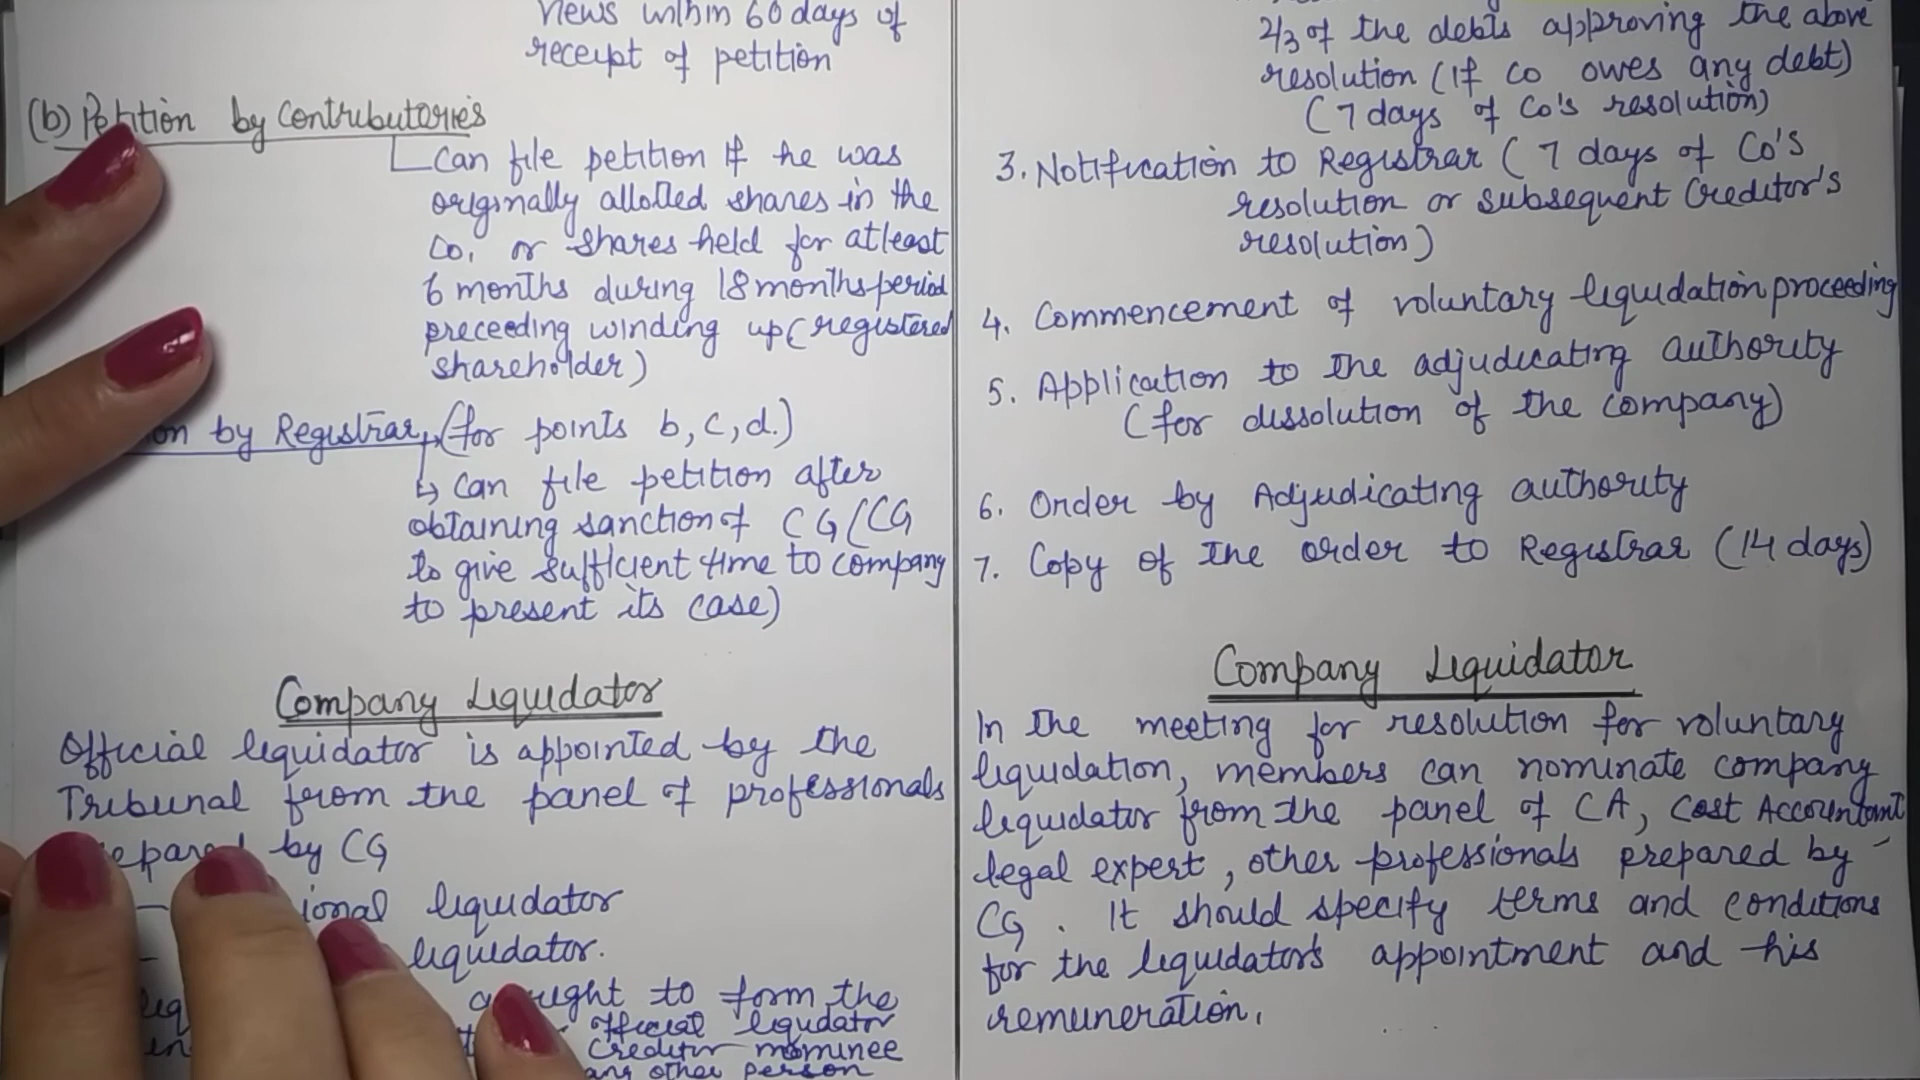 news within 60 days of
receipt of petition
(b) Petition by Contributories
Can file petition if he was
originally allotted shares in the
Co. or shares held for atleast
6 months during 18 months period
preceeding winding up (registered
shareholder)
by Registrar (for points b, c, d.)
Can file petition after
obtaining sanction of CG (CG
to give sufficient time to company
to present its case)
Company Liquidator
Official liquidator is appointed by the
Tribunal from the panel of professionals
by CG
liquidator
liquidator.
to form the
official liqudator
Creditor nominee
any other person
2/3 of the debts approving the above
resolution (If co owes any debt)
(7 days of Co's resolution)
3. Notification to Registrar (7 days of Co's
resolution or subsequent Creditor's
resolution)
4. Commencement of voluntary liquidation proceeding
5. Application to the adjudicating authority
(for dissolution of the company)
6. Order by Adjudicating authority
7. Copy of the order to Registrar (14 days)
Company Liquidator
In the meeting for resolution for voluntary
liquidation, members can nominate company
liquidator from the panel of CA, Cost Accountant
legal expert, other professionals prepared by
CG. It should specify terms and conditions
for the liquidator's appointment and his
remuneration.